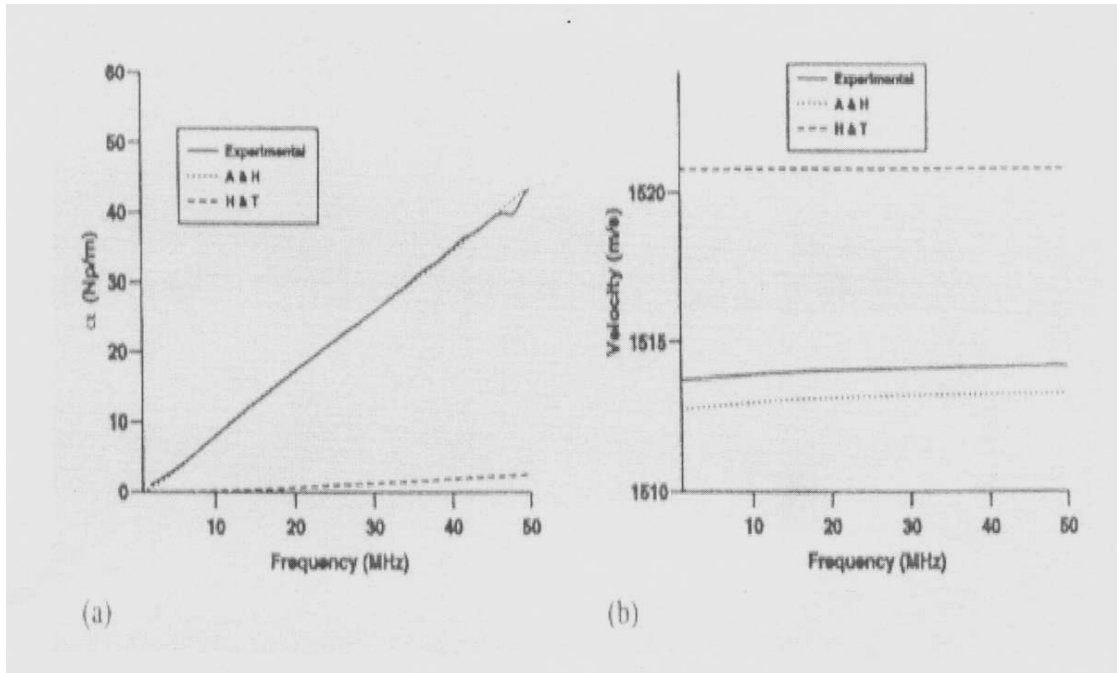 60
50
40
30
20
10
0
α (Np/m)
Experimental
A & H
H & T
10 20 30 40 50
Frequency (MHz)
(a)
1520
1515
1510
Velocity (m/s)
Experimental
A & H
H & T
10 20 30 40 50
Frequency (MHz)
(b)